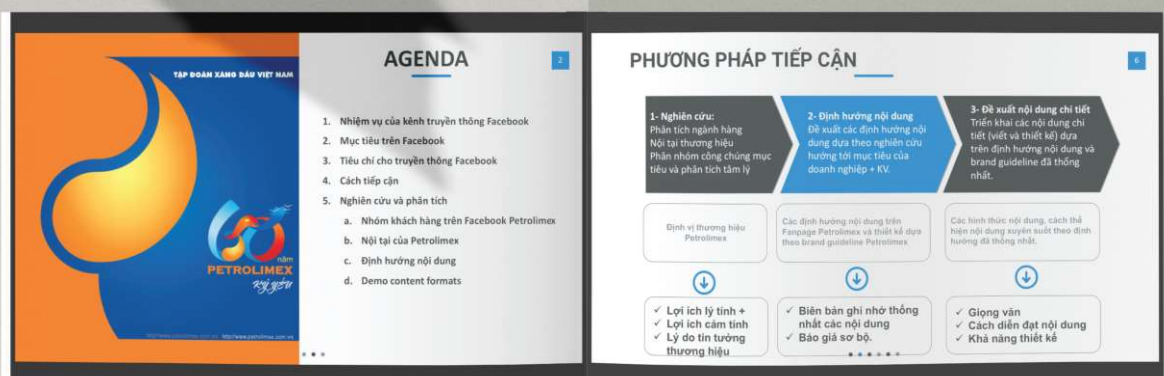 TẬP ĐOÀN XĂNG DẦU VIỆT NAM
60
năm
PETROLIMEX
Kỷ yếu
http://www.petrolimex.com.vn
AGENDA
2
1. Nhiệm vụ của kênh truyền thông Facebook
2. Mục tiêu trên Facebook
3. Tiêu chí cho truyền thông Facebook
4. Cách tiếp cận
5. Nghiên cứu và phân tích
a. Nhóm khách hàng trên Facebook Petrolimex
b. Nội tại của Petrolimex
c. Định hướng nội dung
d. Demo content formats
PHƯƠNG PHÁP TIẾP CẬN
6
1- Nghiên cứu:
Phân tích ngành hàng
Nội tại thương hiệu
Phân nhóm công chúng mục
tiêu và phân tích tâm lý
2- Định hướng nội dung
Đề xuất các định hướng nội
dung dựa theo nghiên cứu
hướng tới mục tiêu của
doanh nghiệp + KV.
3- Đề xuất nội dung chi tiết
Triển khai các nội dung chi
tiết (viết và thiết kế) dựa
trên định hướng nội dung và
brand guideline đã thống
nhất.
Định vị thương hiệu
Petrolimex
Các định hướng nội dung trên
Fanpage Petrolimex và thiết kế dựa
theo brand guideline Petrolimex
Các hình thức nội dung, cách thể
hiện nội dung xuyên suốt theo định
hướng đã thống nhất.
✓ Lợi ích lý tính +
✓ Lợi ích cảm tính
✓ Lý do tin tưởng
thương hiệu
✓ Biên bản ghi nhớ thống
nhất các nội dung
✓ Báo giá sơ bộ.
✓ Giọng văn
✓ Cách diễn đạt nội dung
✓ Khả năng thiết kế